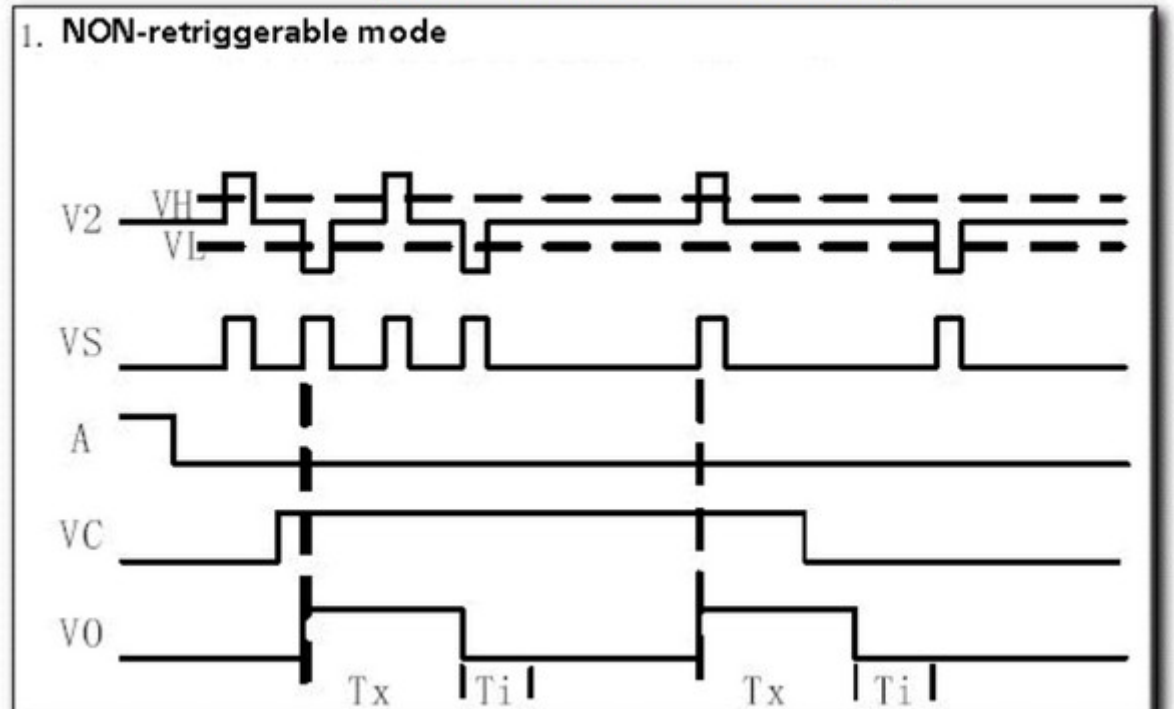 1. NON-retriggerable mode
VH
V2
VL
VS
A
VC
VO
Tx Ti Tx Ti